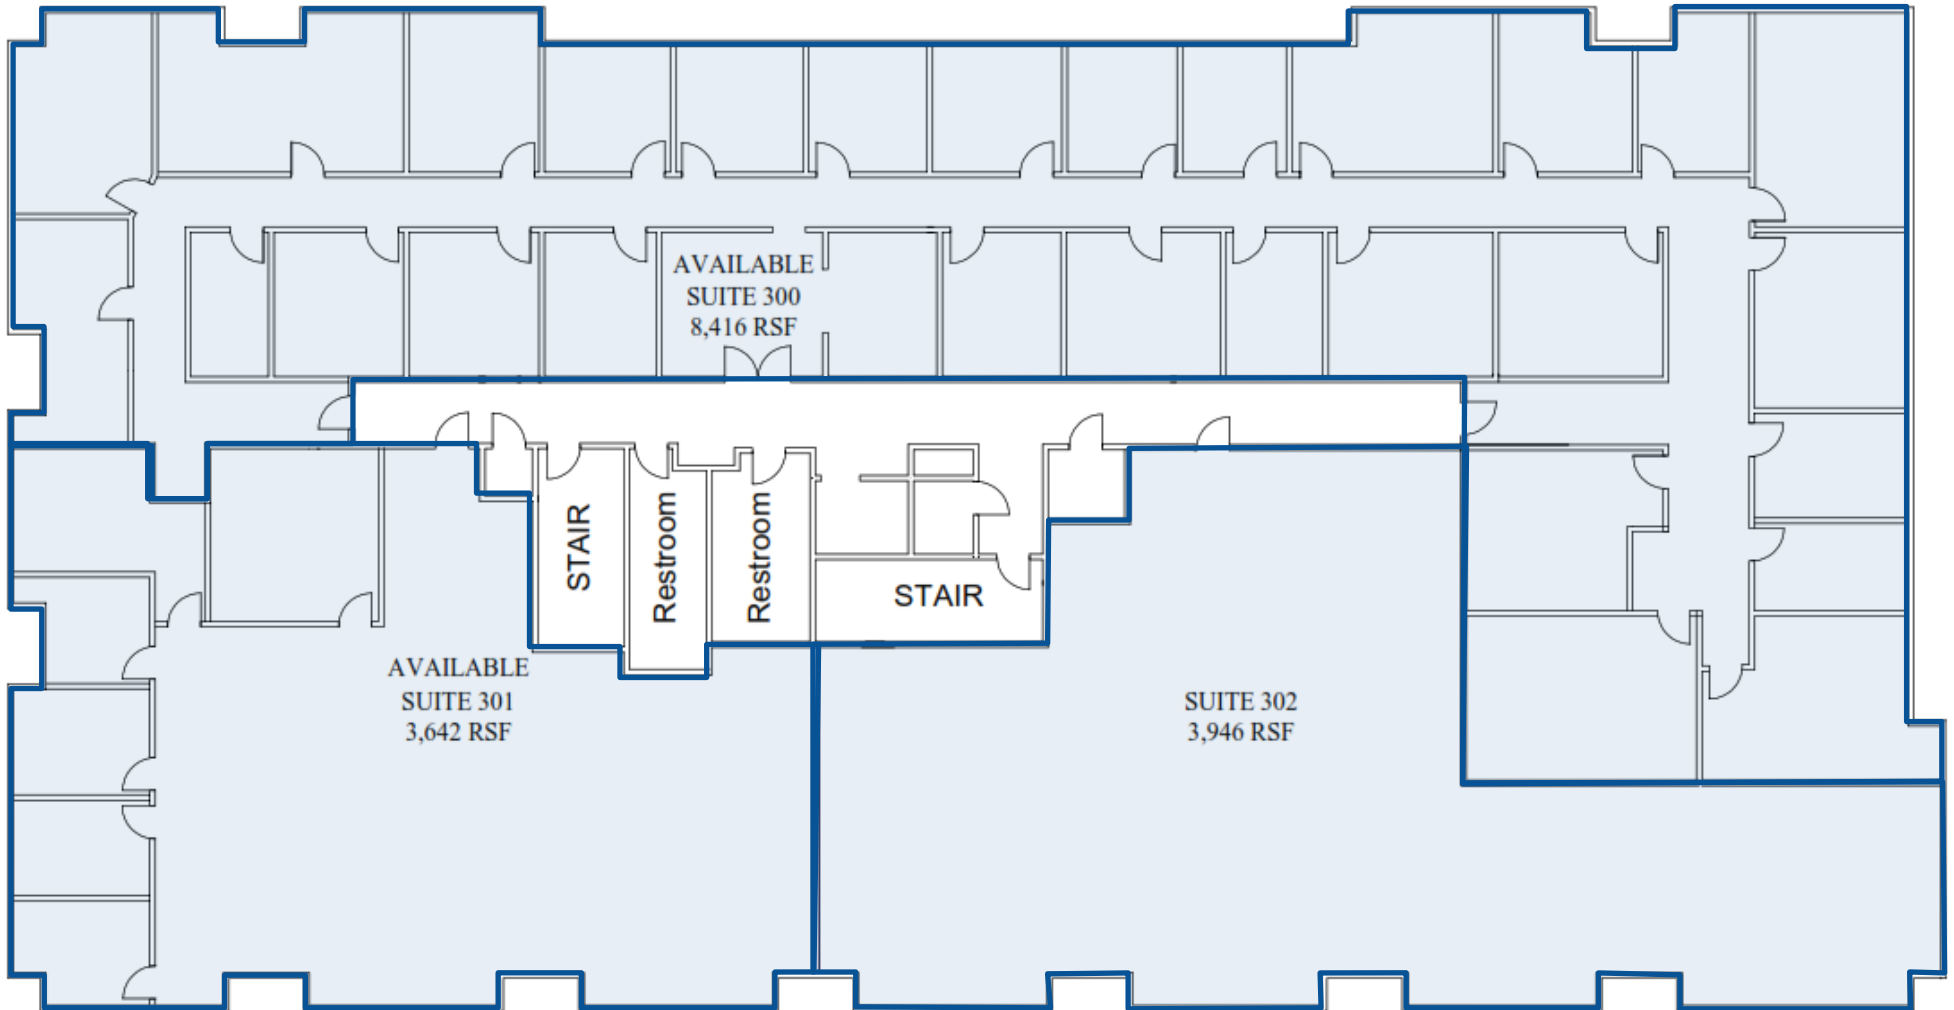 AVAILABLE
SUITE 300
8,416 RSF
STAIR
Restroom
Restroom
STAIR
AVAILABLE
SUITE 301
3,642 RSF
SUITE 302
3,946 RSF